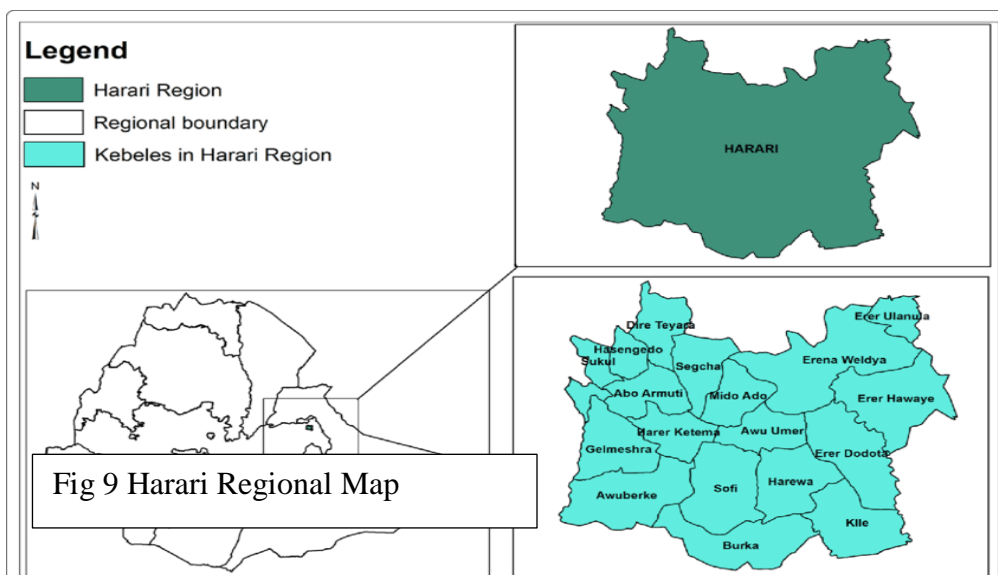 Legend
Harari Region
Regional boundary
Kebeles in Harari Region
N
HARARI
Fig 9 Harari Regional Map
Dire Teyara
Erer Ulanula
Hasengedo
Sukul
Segcha
Erena Weldya
Abo Armuti
Mido Ado
Erer Hawaye
Harer Ketema
Awu Umer
Gelmeshra
Erer Dodota
Awuberke
Sofi
Harewa
Klle
Burka